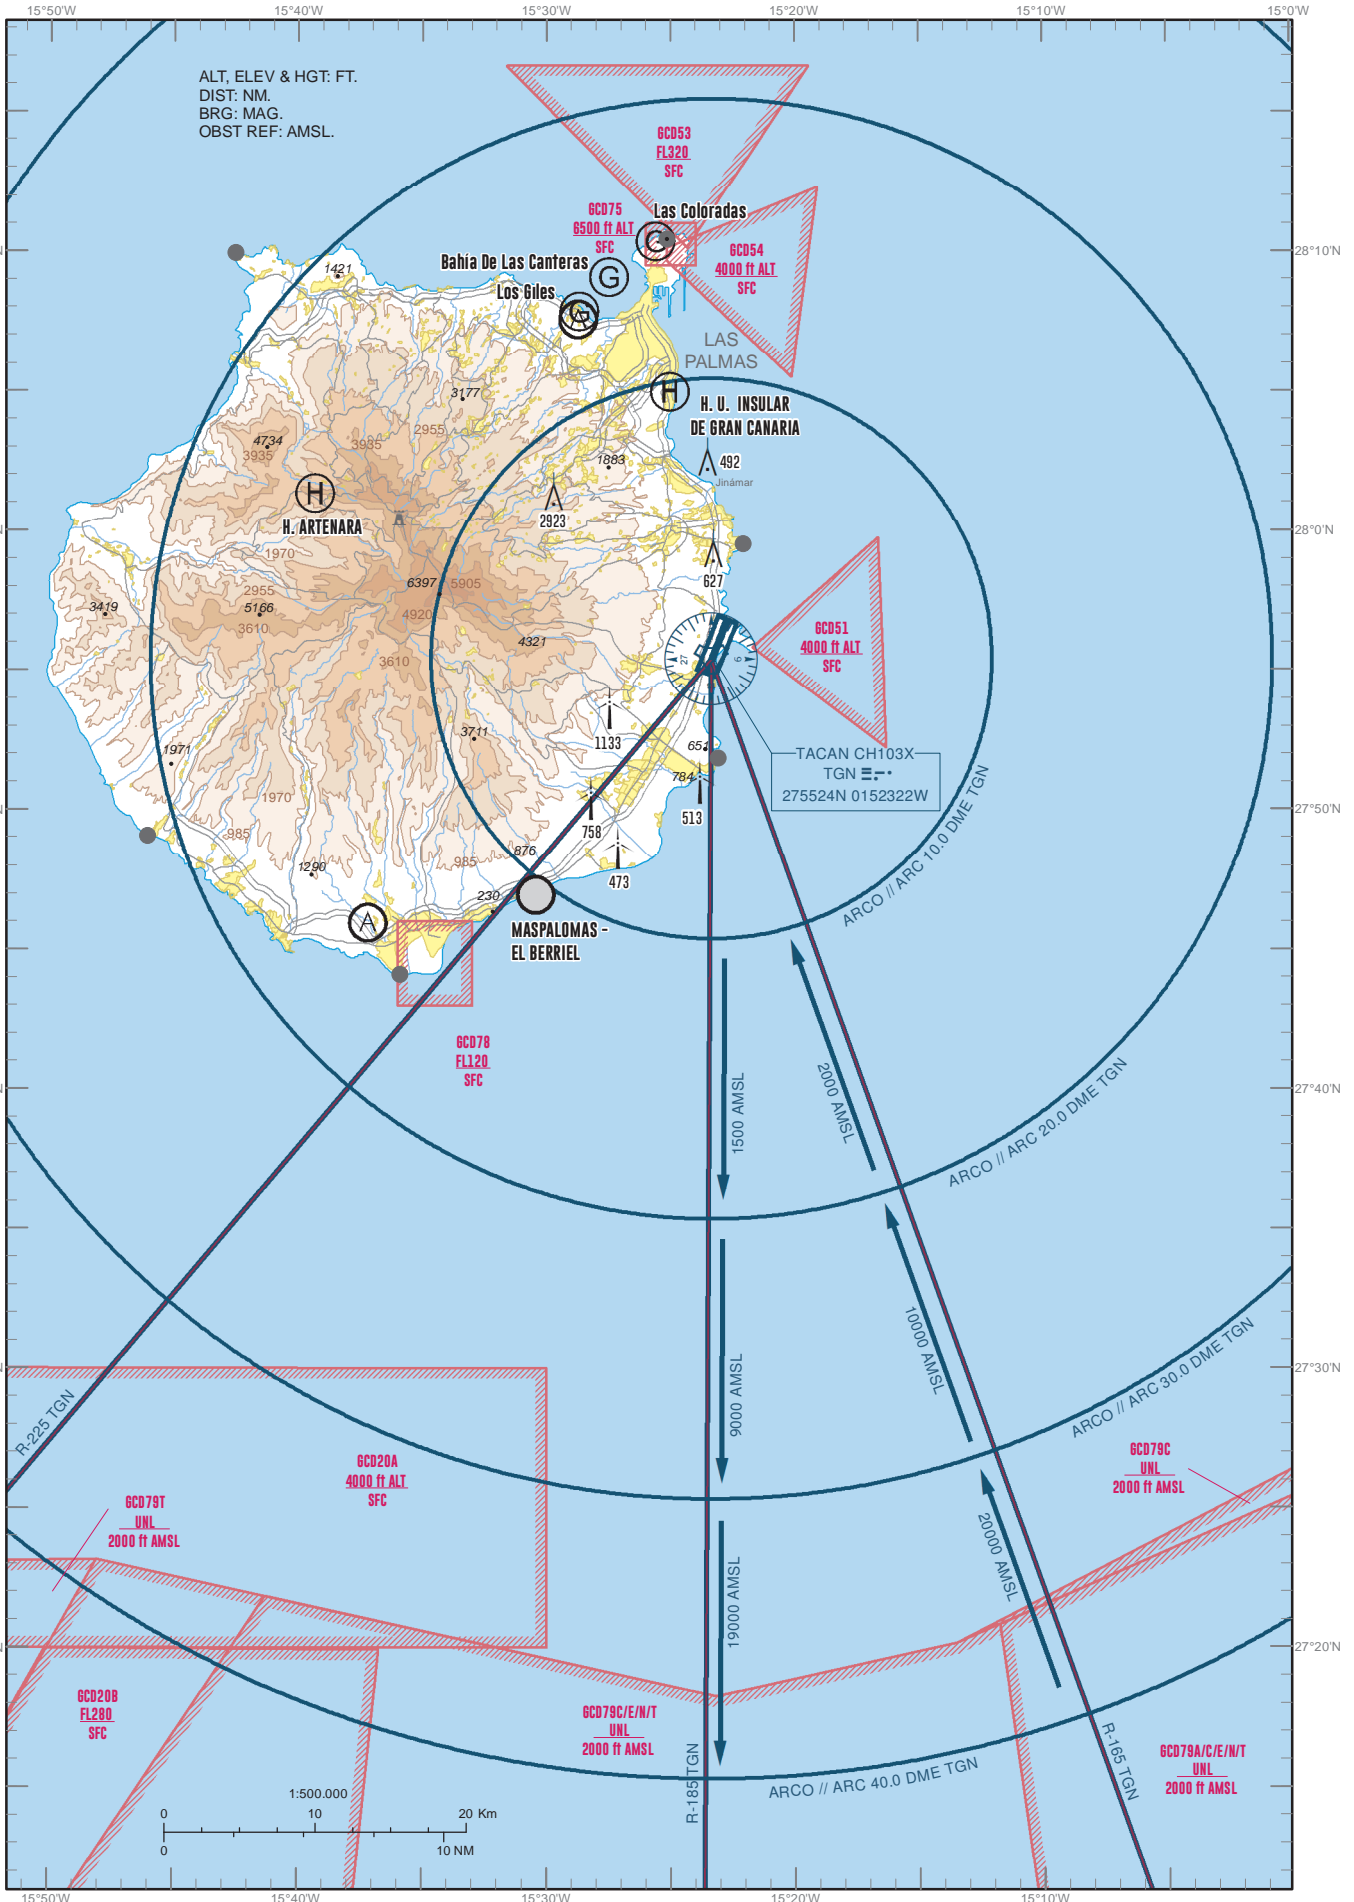 15°50'W 15°40'W 15°30'W 15°20'W 15°10'W 15°0'W
ALT, ELEV & HGT: FT.
DIST: NM.
BRG: MAG.
OBST REF: AMSL.
GCD53
FL320
SFC
GCD75
6500 ft ALT
SFC
Las Coloradas
C
GCD54
4000 ft ALT
SFC
28°10'N
Bahía De Las Canteras
G
Los Giles
G
A
1421
LAS
PALMAS
3177
H
H. U. INSULAR
DE GRAN CANARIA
2955
3935
4734
3935
1883
492
Jinámar
H
H. ARTENARA
2923
28°0'N
1970
627
6397
5905
2955
5166
3419
3610
4920
4321
GCD51
4000 ft ALT
SFC
27
9
3610
3711
1133
651
1971
784
TACAN CH103X
TGN
275524N 0152322W
1970
758
513
27°50'N
985
876
985
473
1290
230
ARCO // ARC 10.0 DME TGN
A
MASPALOMAS -
EL BERRIEL
GCD78
FL120
SFC
1500 AMSL
2000 AMSL
27°40'N
ARCO // ARC 20.0 DME TGN
9000 AMSL
10000 AMSL
27°30'N
ARCO // ARC 30.0 DME TGN
R-225 TGN
GCD20A
4000 ft ALT
SFC
GCD79C
UNL
2000 ft AMSL
GCD79T
UNL
2000 ft AMSL
20000 AMSL
19000 AMSL
27°20'N
GCD20B
FL280
SFC
GCD79C/E/N/T
UNL
2000 ft AMSL
R-185 TGN
R-165 TGN
GCD79A/C/E/N/T
UNL
2000 ft AMSL
ARCO // ARC 40.0 DME TGN
1:500.000
0 10 20 Km
0 10 NM
15°50'W 15°40'W 15°30'W 15°20'W 15°10'W